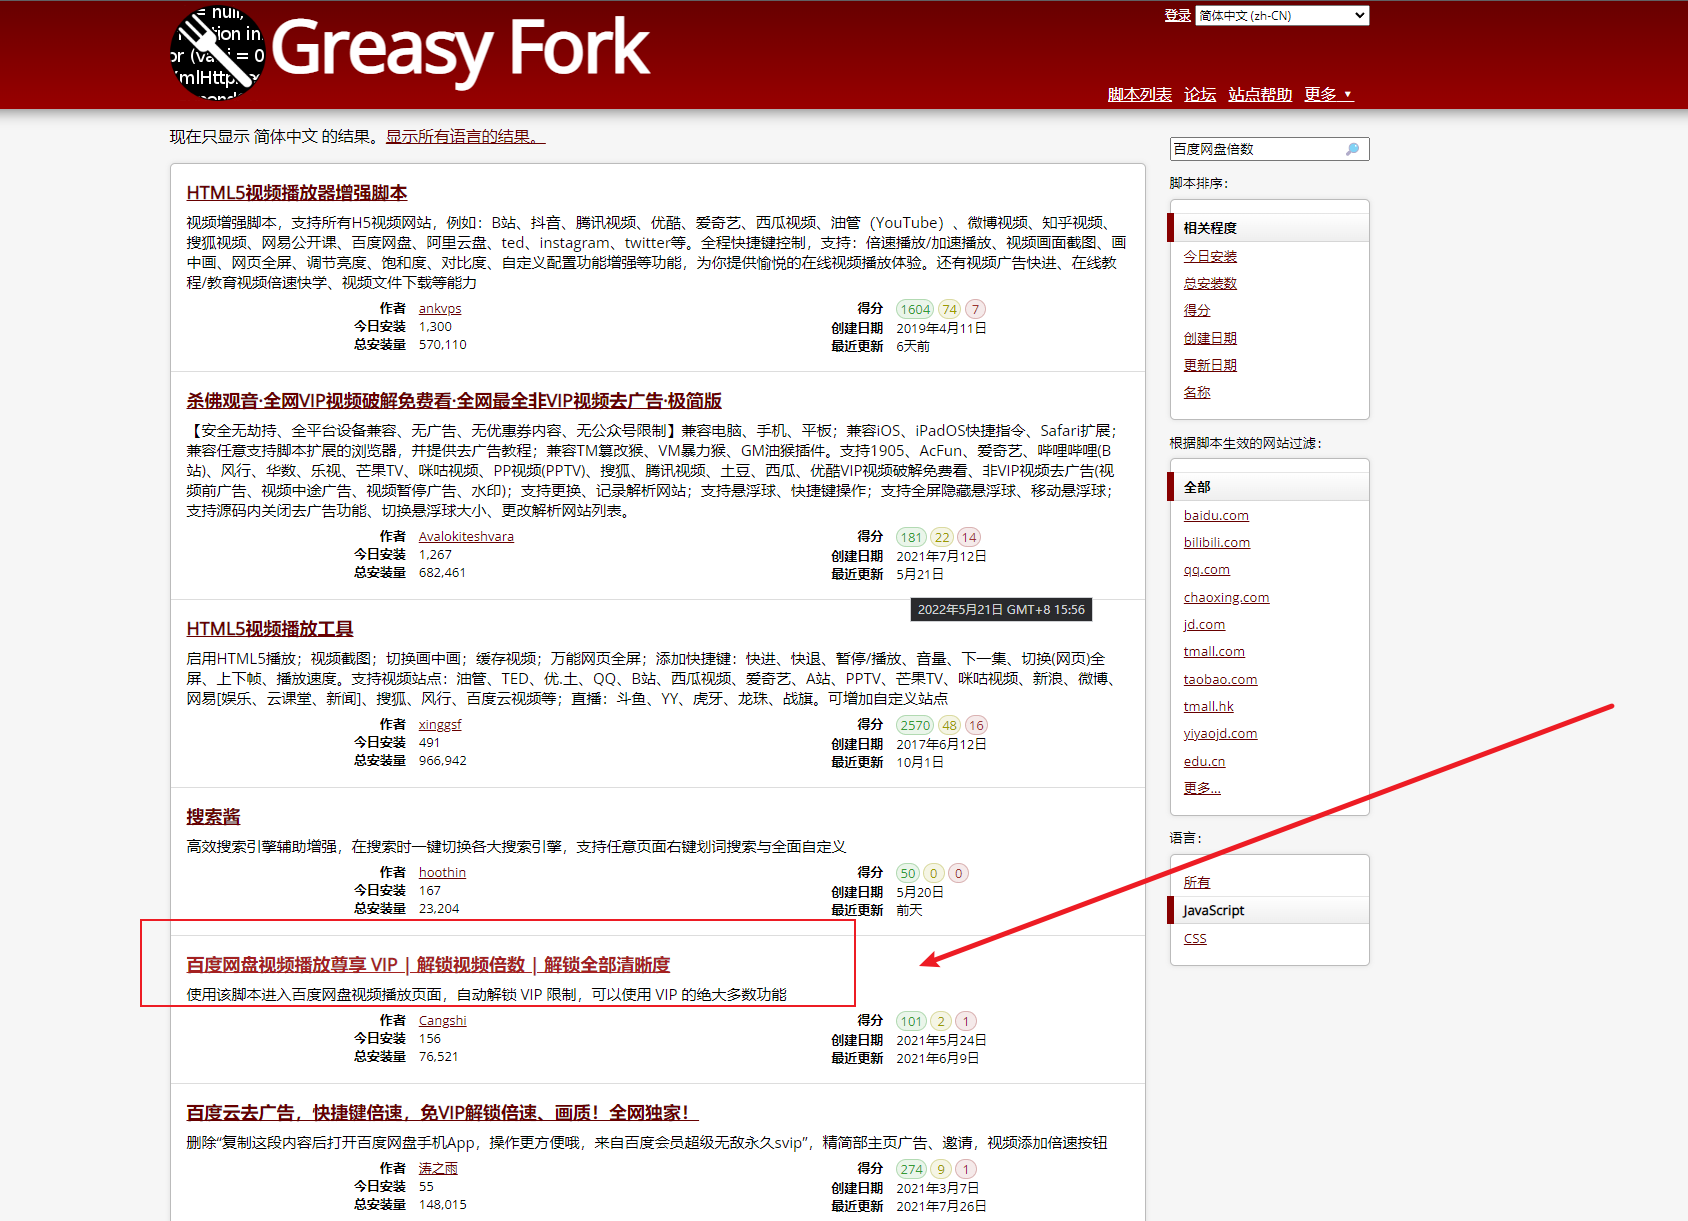 = null,
tion in
or (va i = 0
KmlHttp
Greasy Fork
登录 简体中文 (zh-CN)
脚本列表 论坛 站点帮助 更多 ▼
现在只显示 简体中文 的结果。显示所有语言的结果。
HTML5视频播放器增强脚本
视频增强脚本，支持所有H5视频网站，例如：B站、抖音、腾讯视频、优酷、爱奇艺、西瓜视频、油管（YouTube）、微博视频、知乎视频、
搜狐视频、网易公开课、百度网盘、阿里云盘、ted、instagram、twitter等。全程快捷键控制，支持：倍速播放/加速播放、视频画面截图、画
中画、网页全屏、调节亮度、饱和度、对比度、自定义配置功能增强等功能，为你提供愉悦的在线视频播放体验。还有视频广告快进、在线教
程/教育视频倍速快学、视频文件下载等能力
作者 ankvps
今日安装 1,300
总安装量 570,110
得分 1604 74 7
创建日期 2019年4月11日
最近更新 6天前
杀佛观音·全网VIP视频破解免费看·全网最全非VIP视频去广告·极简版
【安全无劫持、全平台设备兼容、无广告、无优惠券内容、无公众号限制】兼容电脑、手机、平板；兼容iOS、iPadOS快捷指令、Safari扩展；
兼容任意支持脚本扩展的浏览器，并提供去广告教程；兼容TM篡改猴、VM暴力猴、GM油猴插件。支持1905、AcFun、爱奇艺、哔哩哔哩(B
站)、风行、华数、乐视、芒果TV、咪咕视频、PP视频(PPTV)、搜狐、腾讯视频、土豆、西瓜、优酷VIP视频破解免费看、非VIP视频去广告(视
频前广告、视频中途广告、视频暂停广告、水印)；支持更换、记录解析网站；支持悬浮球、快捷键操作；支持全屏隐藏悬浮球、移动悬浮球；
支持源码内关闭去广告功能、切换悬浮球大小、更改解析网站列表。
作者 Avalokiteshvara
今日安装 1,267
总安装量 682,461
得分 181 22 14
创建日期 2021年7月12日
最近更新 5月21日
2022年5月21日 GMT+8 15:56
HTML5视频播放工具
启用HTML5播放；视频截图；切换画中画；缓存视频；万能网页全屏；添加快捷键：快进、快退、暂停/播放、音量、下一集、切换(网页)全
屏、上下帧、播放速度。支持视频站点：油管、TED、优.土、QQ、B站、西瓜视频、爱奇艺、A站、PPTV、芒果TV、咪咕视频、新浪、微博、
网易[娱乐、云课堂、新闻]、搜狐、风行、百度云视频等；直播：斗鱼、YY、虎牙、龙珠、战旗。可增加自定义站点
作者 xinggsf
今日安装 491
总安装量 966,942
得分 2570 48 16
创建日期 2017年6月12日
最近更新 10月1日
搜索酱
高效搜索引擎辅助增强，在搜索时一键切换各大搜索引擎，支持任意页面右键划词搜索与全面自定义
作者 hoothin
今日安装 167
总安装量 23,204
得分 50 0 0
创建日期 5月20日
最近更新 前天
百度网盘视频播放尊享 VIP | 解锁视频倍数 | 解锁全部清晰度
使用该脚本进入百度网盘视频播放页面，自动解锁 VIP 限制，可以使用 VIP 的绝大多数功能
作者 Cangshi
今日安装 156
总安装量 76,521
得分 101 2 1
创建日期 2021年5月24日
最近更新 2021年6月9日
百度云去广告，快捷键倍速，免VIP解锁倍速、画质！全网独家！
删除“复制这段内容后打开百度网盘手机App，操作更方便哦，来自百度会员超级无敌永久svip”，精简部主页广告、邀请，视频添加倍速按钮
作者 涛之雨
今日安装 55
总安装量 148,015
得分 274 9 1
创建日期 2021年3月7日
最近更新 2021年7月26日
百度网盘倍数
脚本排序：
相关程度
今日安装
总安装数
得分
创建日期
更新日期
名称
根据脚本生效的网站过滤：
全部
baidu.com
bilibili.com
qq.com
chaoxing.com
jd.com
tmall.com
taobao.com
tmall.hk
yiyaojd.com
edu.cn
更多...
语言：
所有
JavaScript
CSS